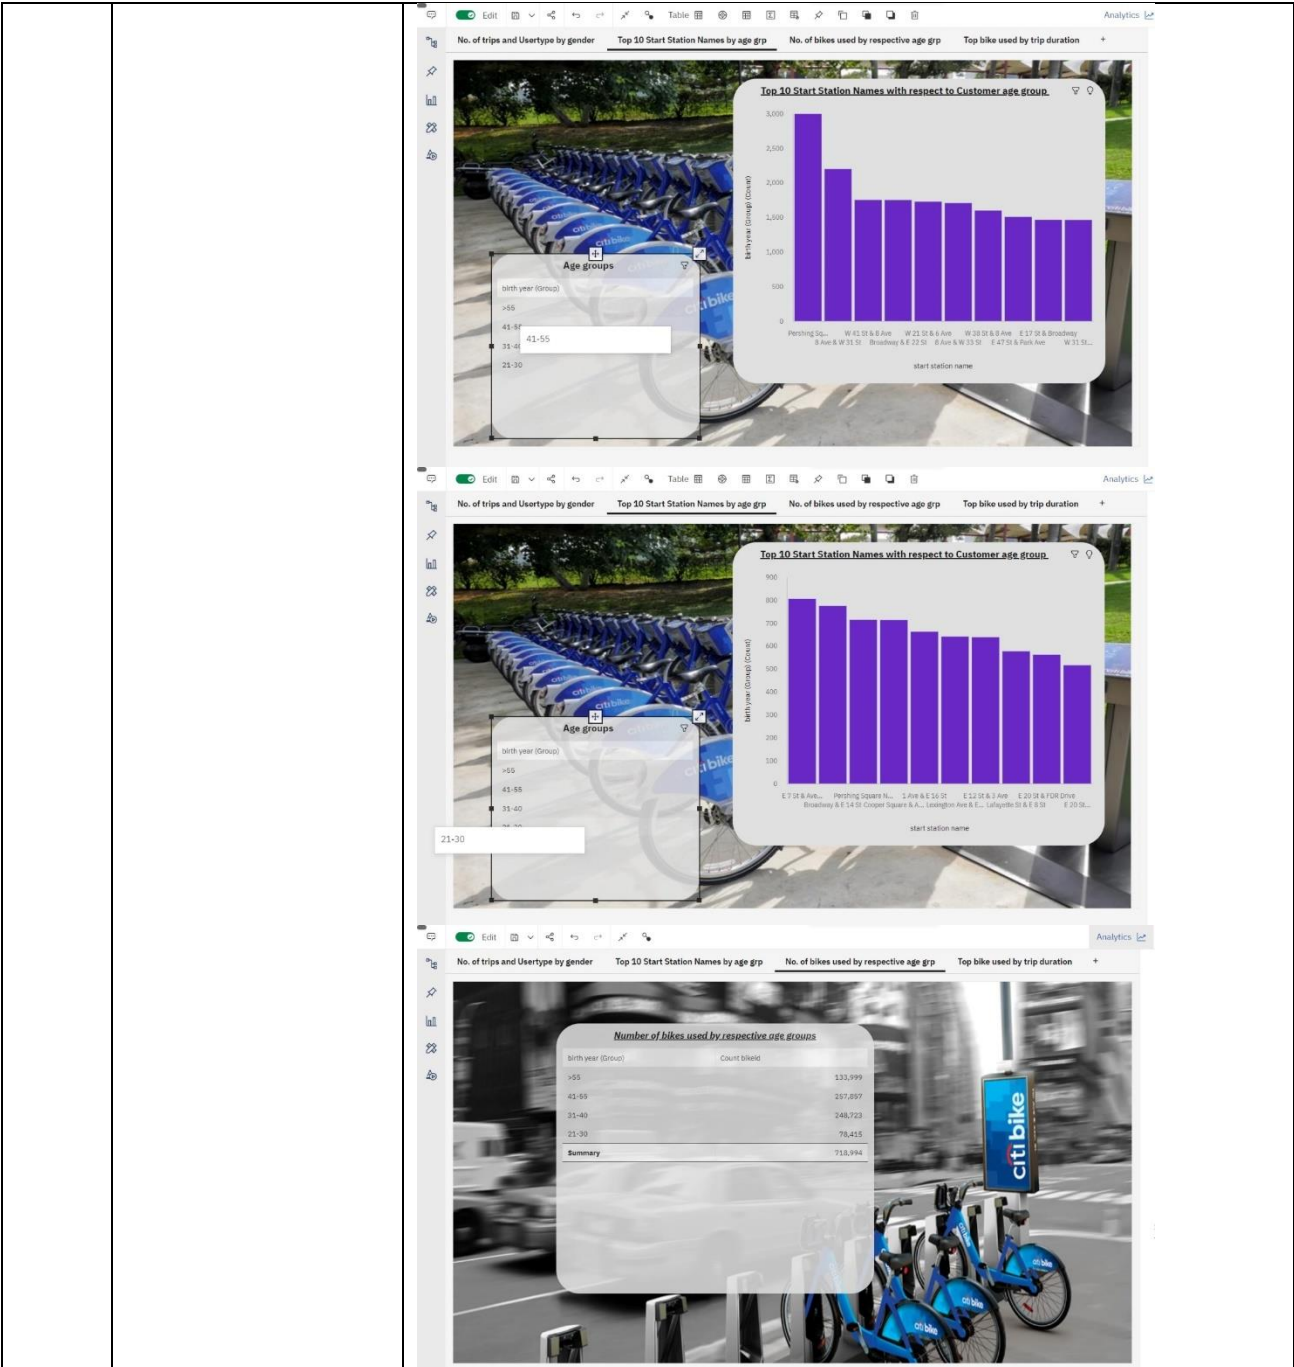 Edit Table Analytics
No. of trips and Usertype by gender Top 10 Start Station Names by age grp No. of bikes used by respective age grp Top bike used by trip duration +
Top 10 Start Station Names with respect to Customer age group
3,000
2,500
2,000
1,500
1,000
500
0
birth year (Group) (Count)
Pershing Sq... W 41 St & 8 Ave W 21 St & 6 Ave W 38 St & 8 Ave E 17 St & Broadway
8 Ave & W 31 St Broadway & E 22 St 8 Ave & W 33 St E 47 St & Park Ave W 31 St...
start station name
citibike
citibike
Age groups
birth year (Group)
>55
41-55
31-40
21-30
41-55
Edit Table Analytics
No. of trips and Usertype by gender Top 10 Start Station Names by age grp No. of bikes used by respective age grp Top bike used by trip duration +
Top 10 Start Station Names with respect to Customer age group
900
800
700
600
500
400
300
200
100
0
birth year (Group) (Count)
E 7 St & Ave... Pershing Square N... 1 Ave & E 16 St E 12 St & 3 Ave E 20 St & FDR Drive
Broadway & E 14 St Cooper Square & A... Lexington Ave & E... Lafayette St & E 8 St E 20 St...
start station name
citibike
citibike
Age groups
birth year (Group)
>55
41-55
31-40
21-30
Edit Analytics
No. of trips and Usertype by gender Top 10 Start Station Names by age grp No. of bikes used by respective age grp Top bike used by trip duration +
Number of bikes used by respective age groups
birth year (Group) Count bikeid
>55 133,999
41-55 257,857
31-40 248,723
21-30 78,415
Summary 718,994
citi bike
citi bike
citi bike
citi bike